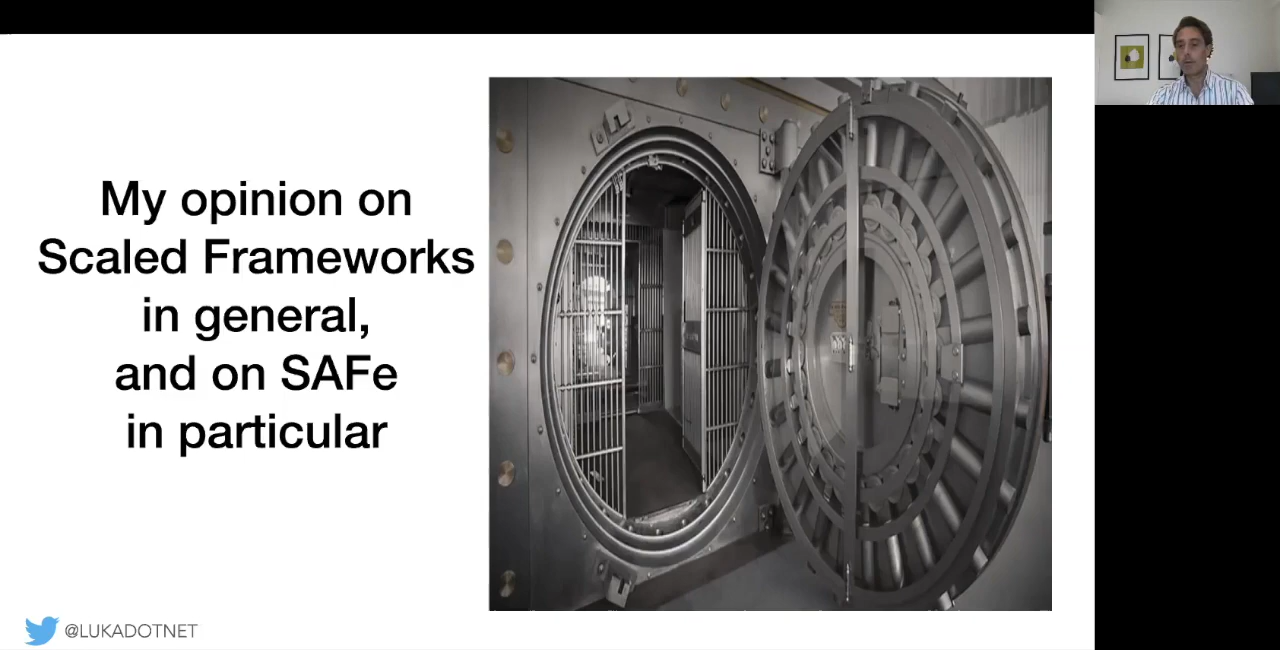 My opinion on
Scaled Frameworks
in general,
and on SAFe
in particular
@LUKADOTNET